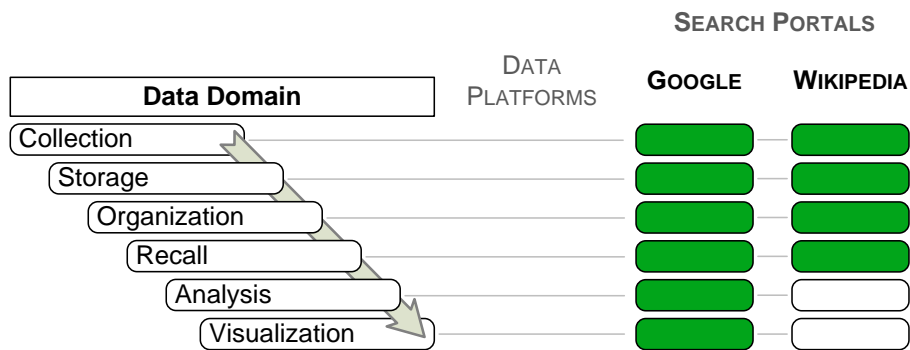 SEARCH PORTALS
DATA
PLATFORMS
GOOGLE
WIKIPEDIA
Data Domain
Collection
Storage
Organization
Recall
Analysis
Visualization